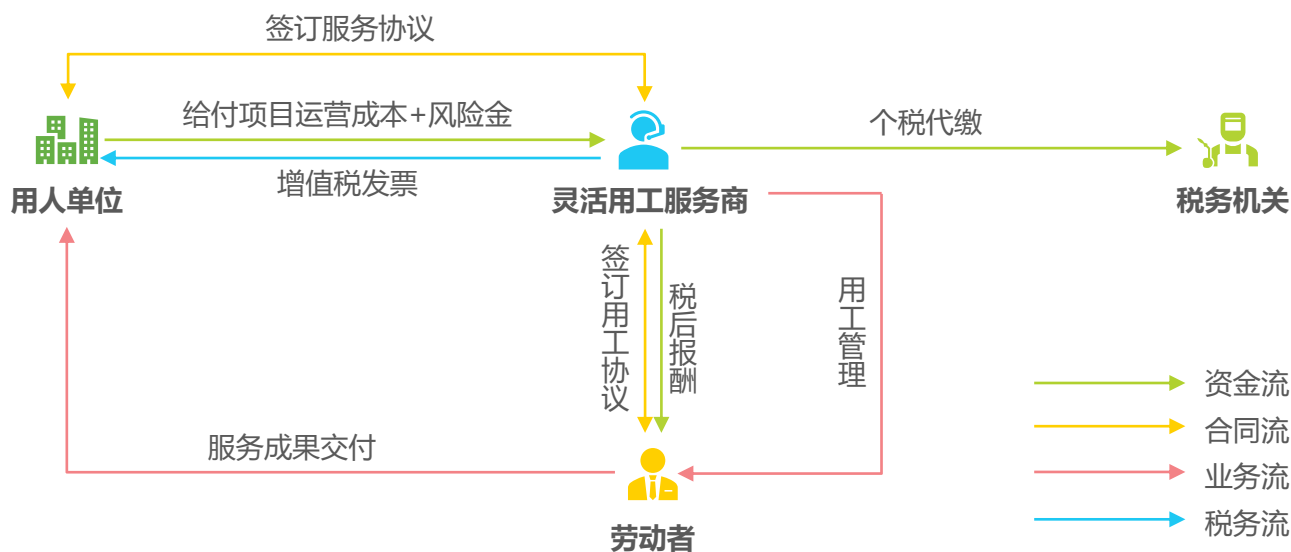 签订服务协议
给付项目运营成本+风险金
个税代缴
增值税发票
用人单位
灵活用工服务商
税务机关
签订用工协议
税后报酬
用工管理
服务成果交付
劳动者
资金流
合同流
业务流
税务流